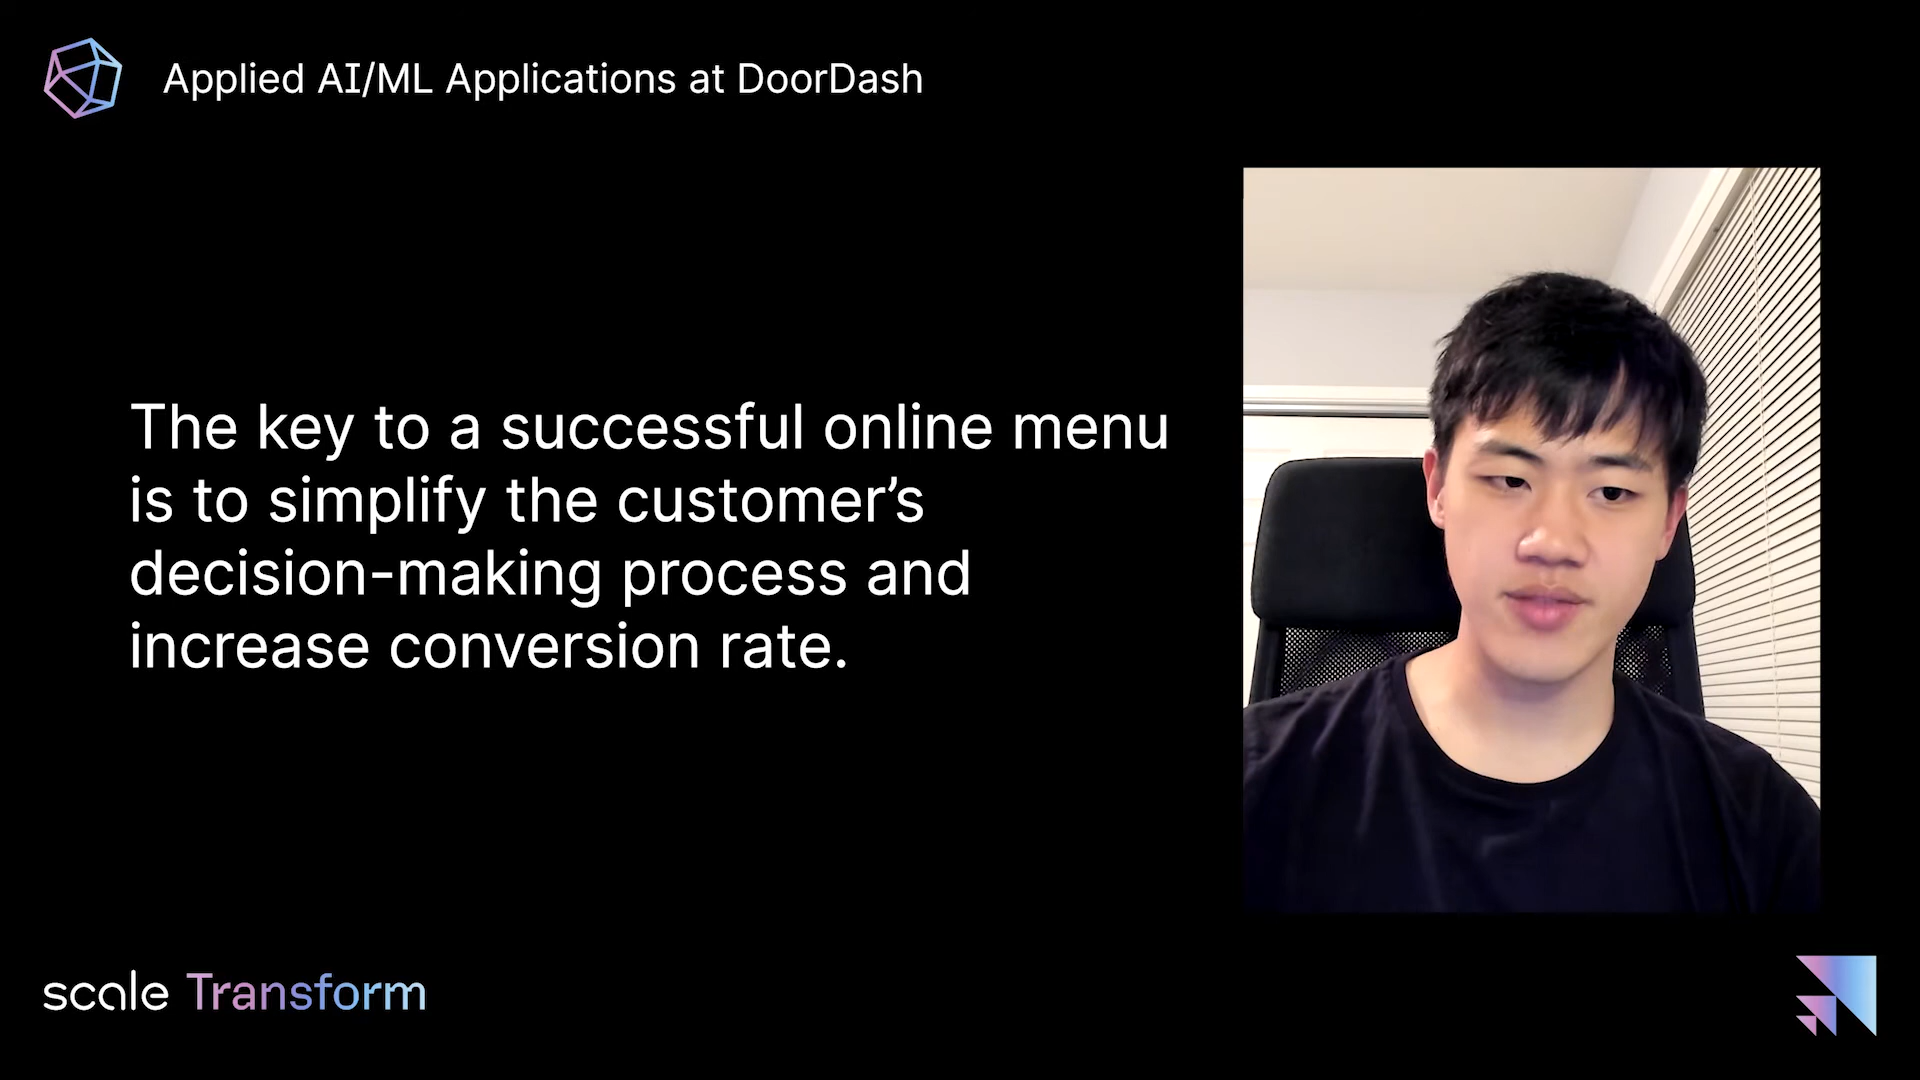 Applied AI/ML Applications at DoorDash
The key to a successful online menu
is to simplify the customer’s
decision-making process and
increase conversion rate.
scale Transform